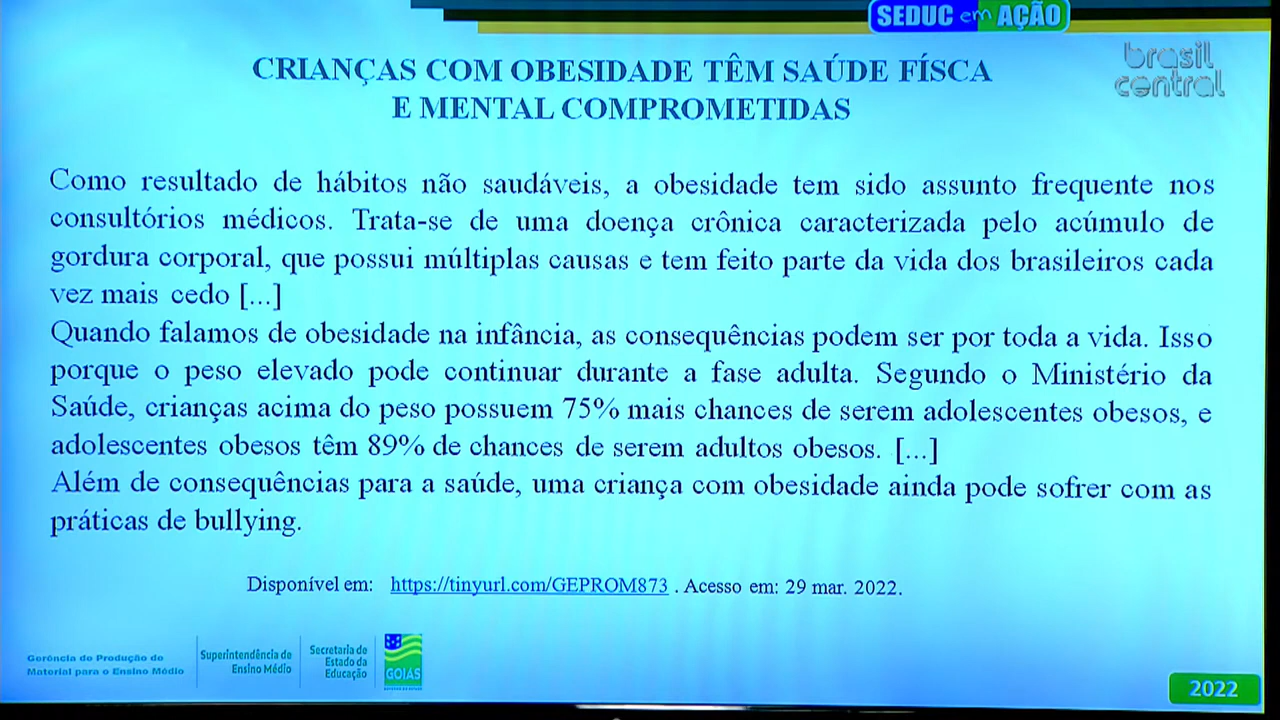 SEDUC em AÇÃO
brasil
central
CRIANÇAS COM OBESIDADE TÊM SAÚDE FÍSCA
E MENTAL COMPROMETIDAS
Como resultado de hábitos não saudáveis, a obesidade tem sido assunto frequente nos
consultórios médicos. Trata-se de uma doença crônica caracterizada pelo acúmulo de
gordura corporal, que possui múltiplas causas e tem feito parte da vida dos brasileiros cada
vez mais cedo [...]
Quando falamos de obesidade na infância, as consequências podem ser por toda a vida. Isso
porque o peso elevado pode continuar durante a fase adulta. Segundo o Ministério da
Saúde, crianças acima do peso possuem 75% mais chances de serem adolescentes obesos, e
adolescentes obesos têm 89% de chances de serem adultos obesos. [...]
Além de consequências para a saúde, uma criança com obesidade ainda pode sofrer com as
práticas de bullying.
Disponível em: https://tinyurl.com/GEPROM873 . Acesso em: 29 mar. 2022.
Gerência de Produção de
Material para o Ensino Médio
Superintendência de
Ensino Médio
Secretaria de
Estado da
Educação
GOIÁS
2022